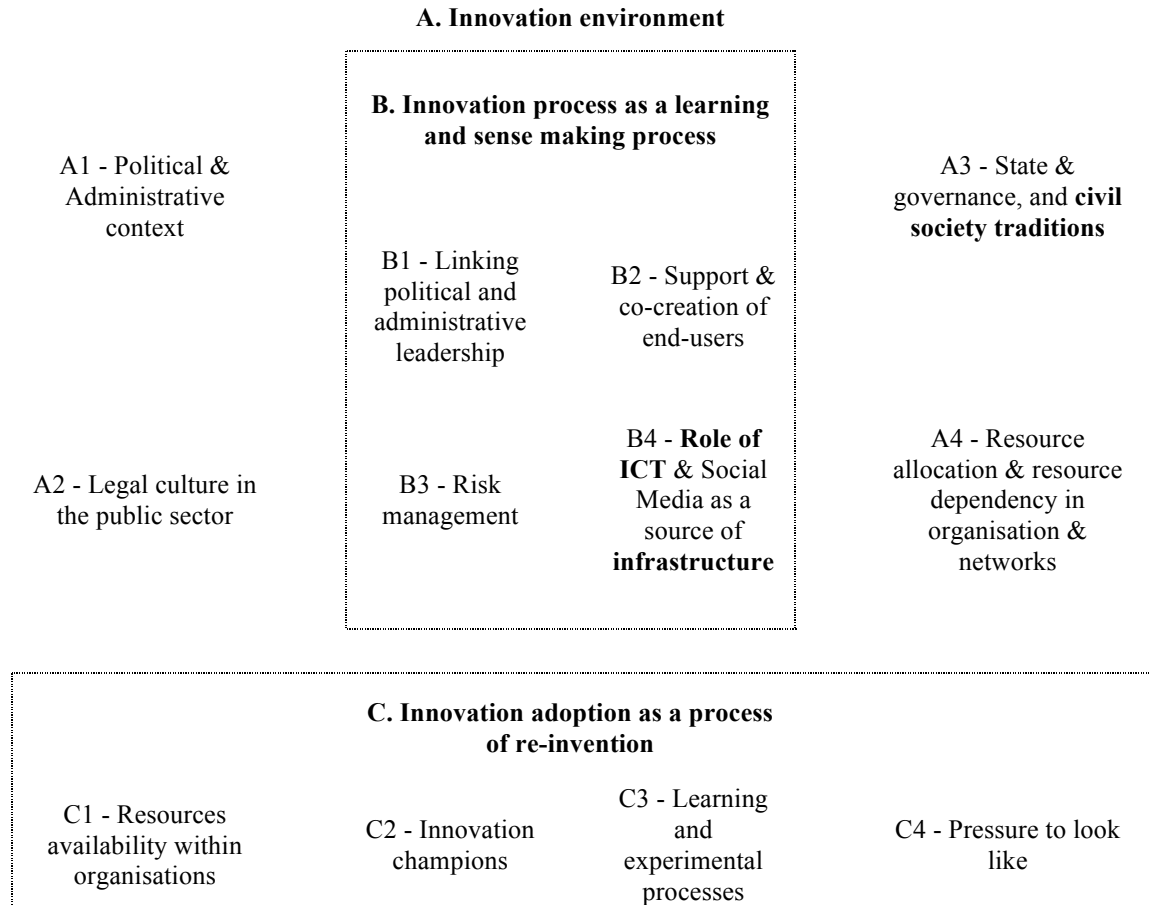 A. Innovation environment
B. Innovation process as a learning
and sense making process
A1 - Political &
Administrative
context
A3 - State &
governance, and civil
society traditions
B1 - Linking
political and
administrative
leadership
B2 - Support &
co-creation of
end-users
A2 - Legal culture in
the public sector
B3 - Risk
management
B4 - Role of
ICT & Social
Media as a
source of
infrastructure
A4 - Resource
allocation & resource
dependency in
organisation &
networks
C. Innovation adoption as a process
of re-invention
C1 - Resources
availability within
organisations
C2 - Innovation
champions
C3 - Learning
and
experimental
processes
C4 - Pressure to look
like